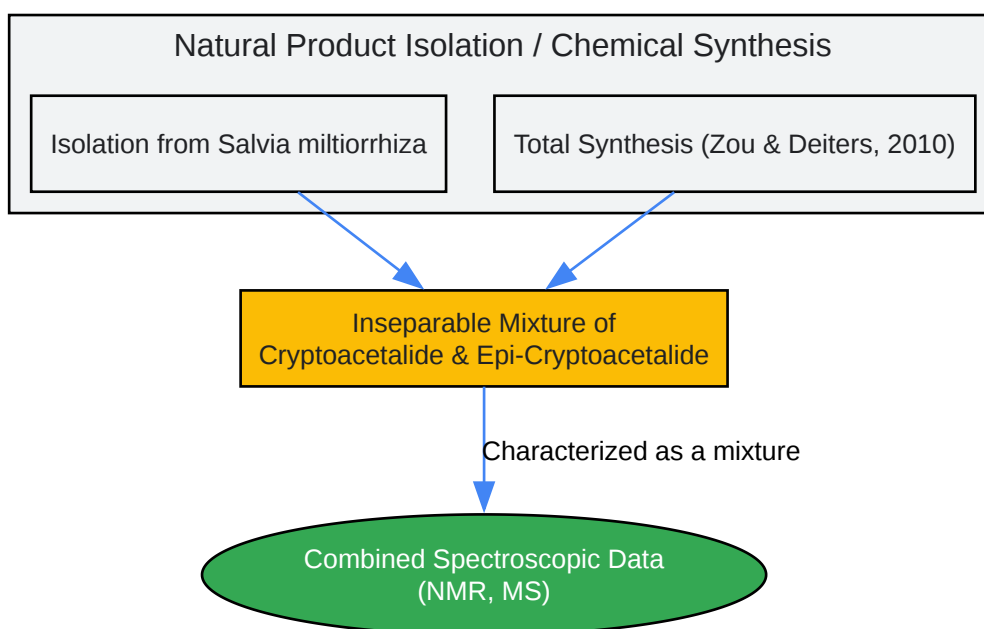 Natural Product Isolation / Chemical Synthesis
Isolation from Salvia miltiorrhiza
Total Synthesis (Zou & Deiters, 2010)
Inseparable Mixture of
Cryptoacetalide & Epi-Cryptoacetalide
Characterized as a mixture
Combined Spectroscopic Data
(NMR, MS)